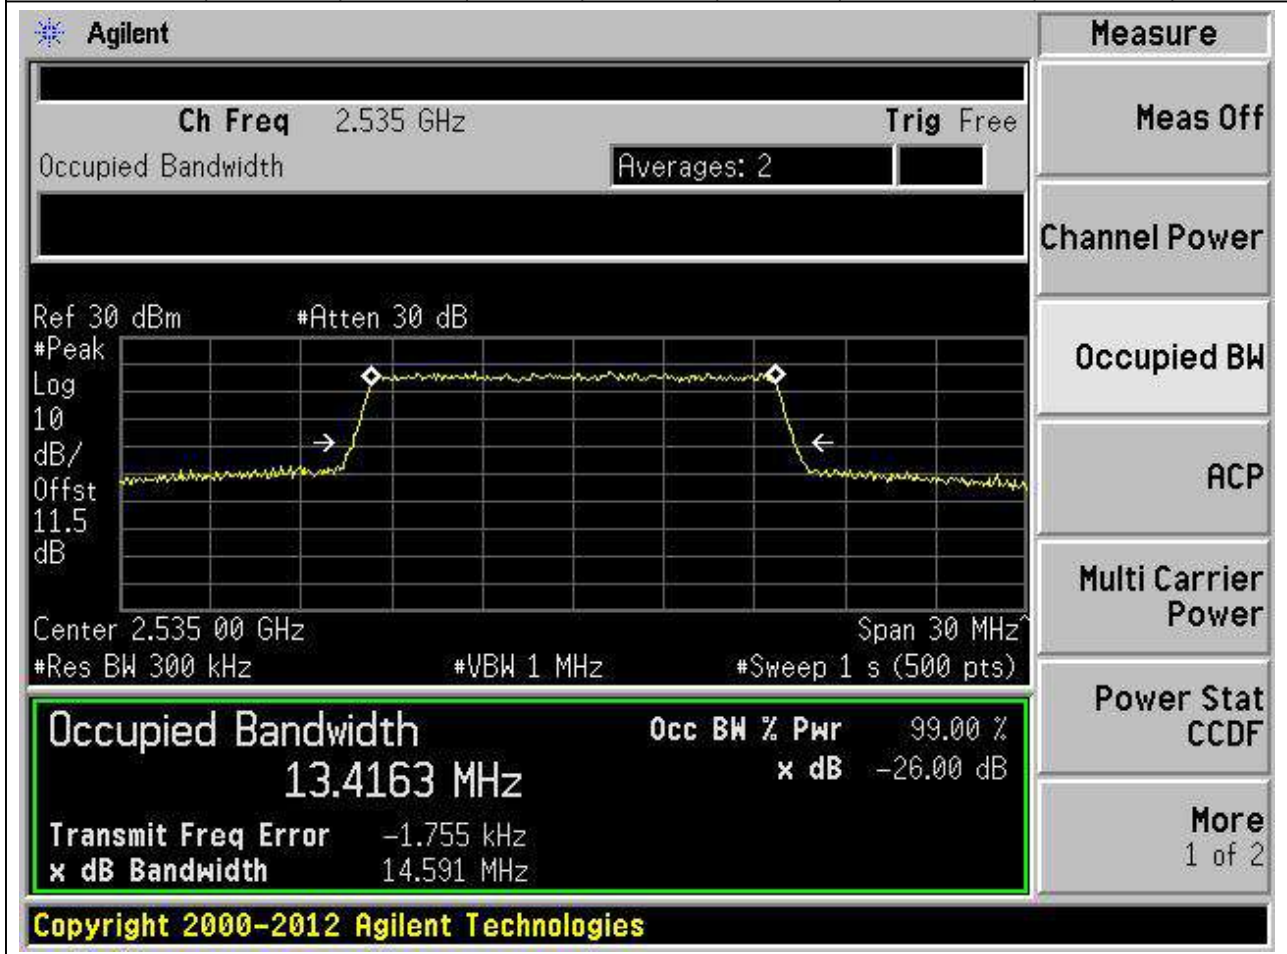 Agilent
Measure
Ch Freq 2.535 GHz Trig Free
Occupied Bandwidth Averages: 2
Meas Off
Channel Power
Occupied BW
ACP
Multi Carrier
Power
Power Stat
CCDF
More
1 of 2
Ref 30 dBm #Atten 30 dB
#Peak
Log
10
dB/
Offst
11.5
dB
Center 2.535 00 GHz Span 30 MHz^
#Res BW 300 kHz #VBW 1 MHz #Sweep 1 s (500 pts)
Occupied Bandwidth Occ BW % Pwr 99.00 %
13.4163 MHz x dB -26.00 dB
Transmit Freq Error -1.755 kHz
x dB Bandwidth 14.591 MHz
Copyright 2000-2012 Agilent Technologies